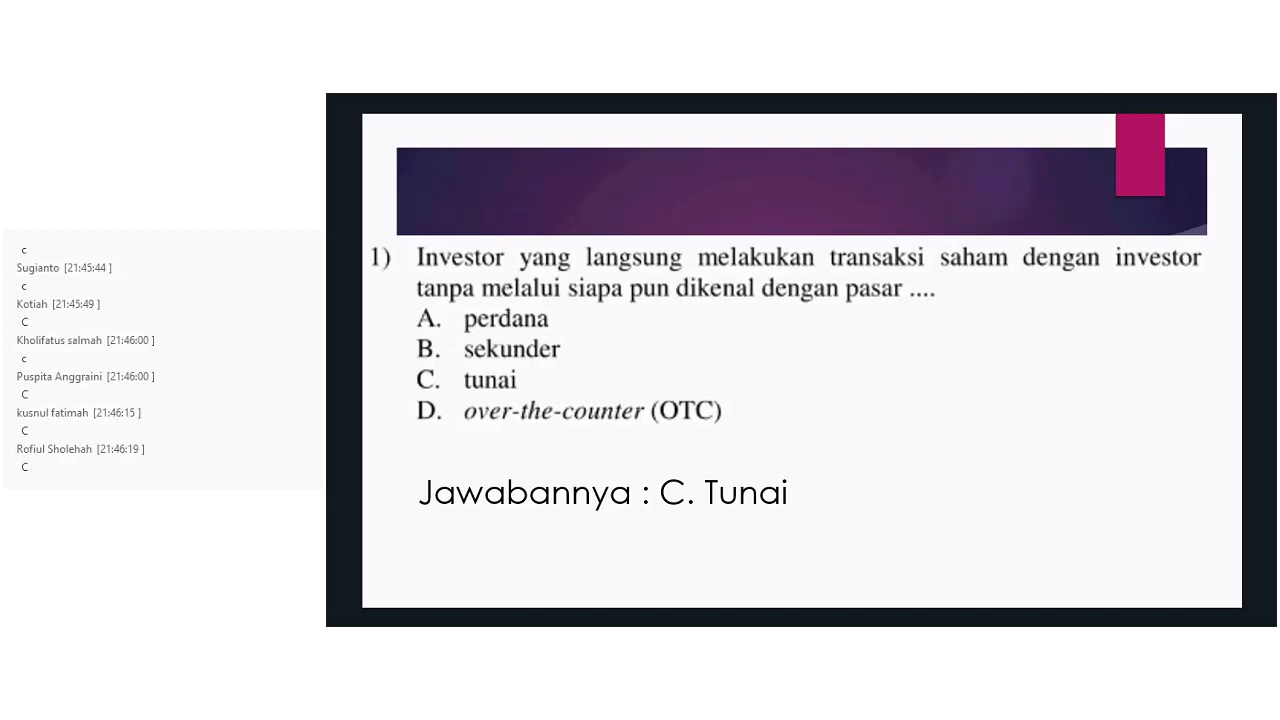 c
Sugianto [21:45:44 ]
c
Kotiah [21:45:49 ]
C
Kholifatus salmah [21:46:00 ]
c
Puspita Anggraini [21:46:00 ]
C
kusnul fatimah [21:46:15 ]
C
Rofiul Sholehah [21:46:19 ]
C
1) Investor yang langsung melakukan transaksi saham dengan investor
tanpa melalui siapa pun dikenal dengan pasar ....
A. perdana
B. sekunder
C. tunai
D. over-the-counter (OTC)
Jawabannya : C. Tunai